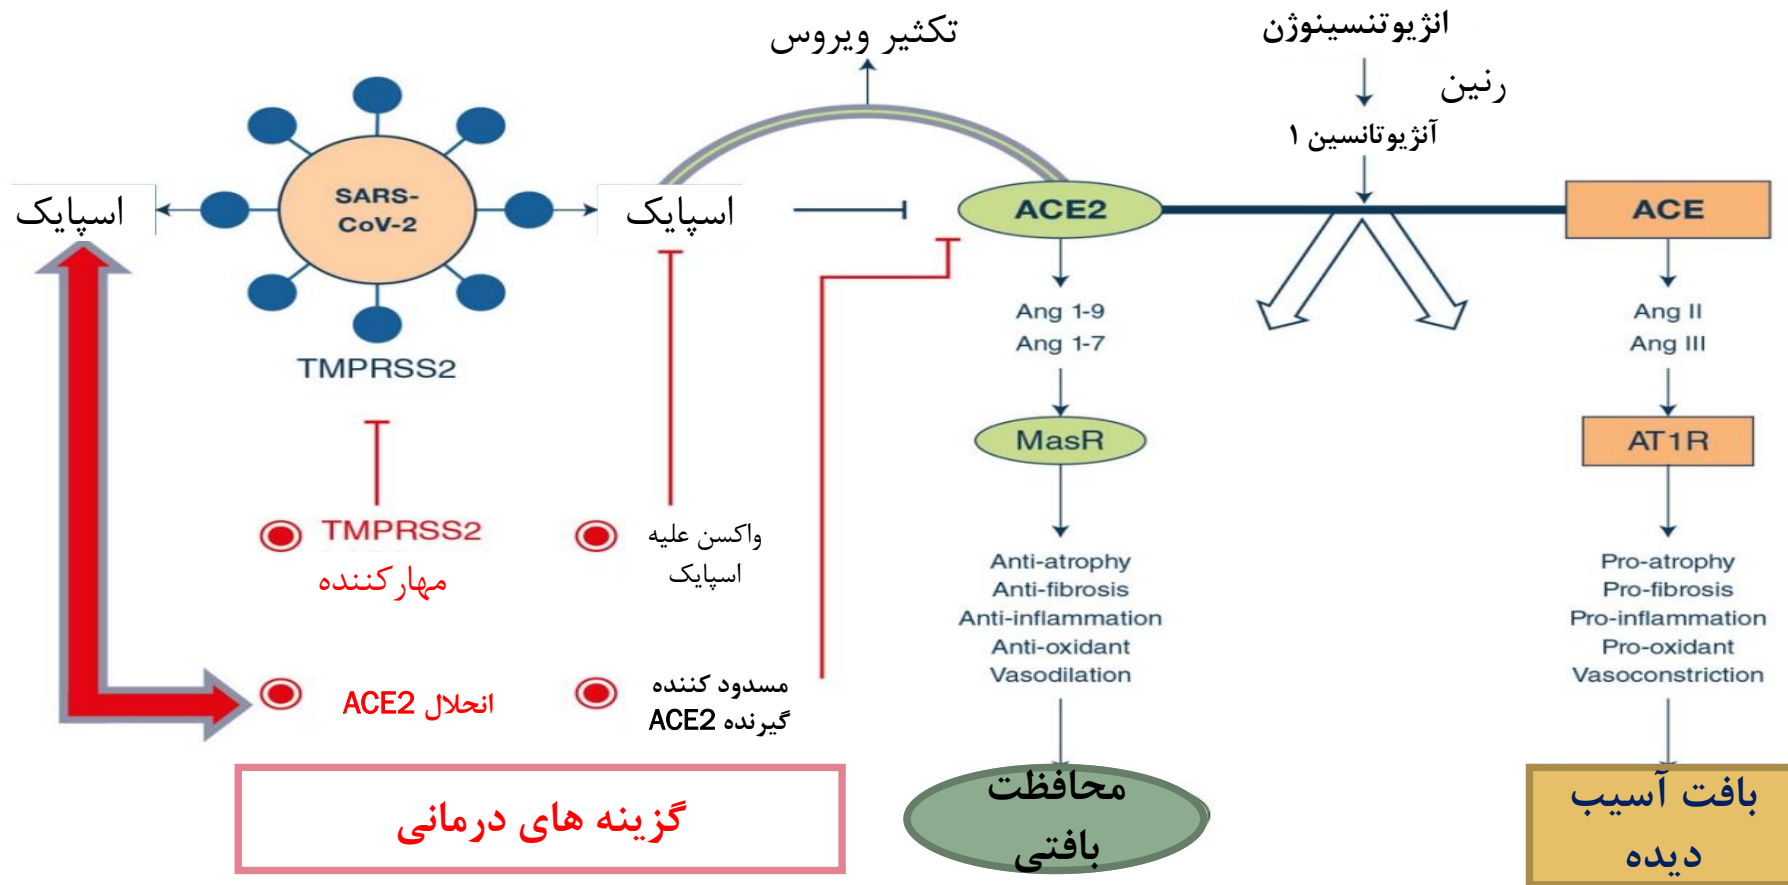 تکثیر ویروس
انژیوتنسینوژن
رنین
آنژیوتانسین ۱
اسپایک
SARS-
CoV-2
اسپایک
ACE2
ACE
TMPRSS2
Ang 1-9
Ang 1-7
Ang II
Ang III
MasR
AT1R
TMPRSS2
مهارکننده
واکسن علیه
اسپایک
Anti-atrophy
Anti-fibrosis
Anti-inflammation
Anti-oxidant
Vasodilation
Pro-atrophy
Pro-fibrosis
Pro-inflammation
Pro-oxidant
Vasoconstriction
انحلال ACE2
مسدود کننده
گیرنده ACE2
گزینه های درمانی
محافظت
بافتی
بافت آسیب
دیده